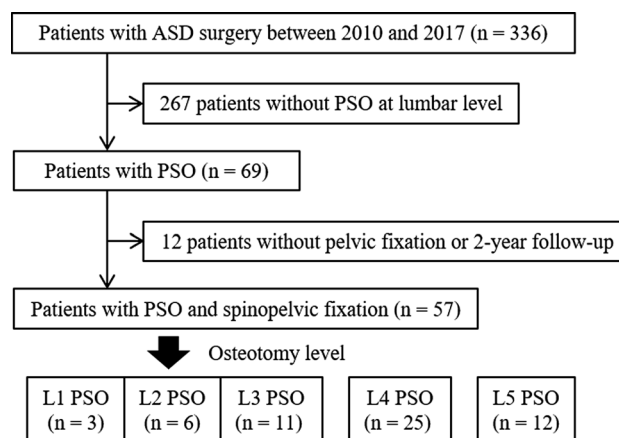 Patients with ASD surgery between 2010 and 2017 (n = 336)
267 patients without PSO at lumbar level
Patients with PSO (n = 69)
12 patients without pelvic fixation or 2-year follow-up
Patients with PSO and spinopelvic fixation (n = 57)
Osteotomy level
L1 PSO
(n = 3)
L2 PSO
(n = 6)
L3 PSO
(n = 11)
L4 PSO
(n = 25)
L5 PSO
(n = 12)